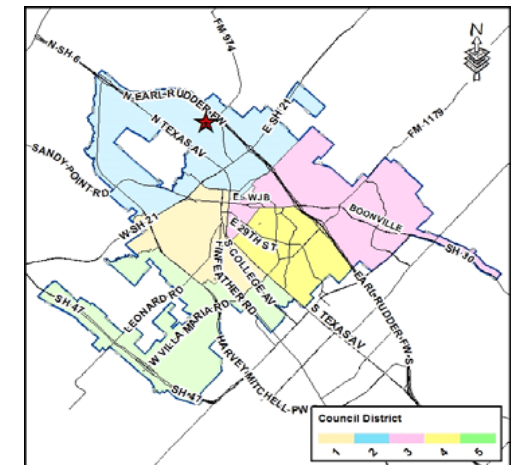 FM 974
N-SH-6
N
N-EARL-RUDDER-FW
E SH 21
N TEXAS AV
FM-1179
SANDY-POINT-RD
E WJB
BOONVILLE
W-SH 21
E 29TH ST
SH-30
S COLLEGE AV
FINFEATHER RD
LEONARD RD
W VILLA MARIA RD
EARL-RUDDER-FW-S
S TEXAS AV
SH-47
HARVEY-MITCHELL-PW
SH-47
Council District
1 2 3 4 5